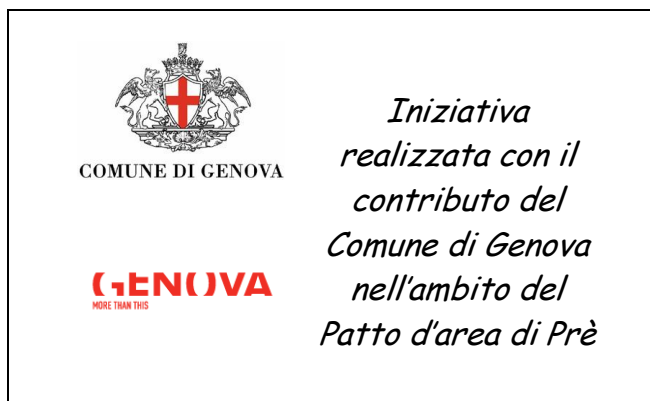 COMUNE DI GENOVA
GENOVA
MORE THAN THIS
Iniziativa
realizzata con il
contributo del
Comune di Genova
nell'ambito del
Patto d'area di Prè